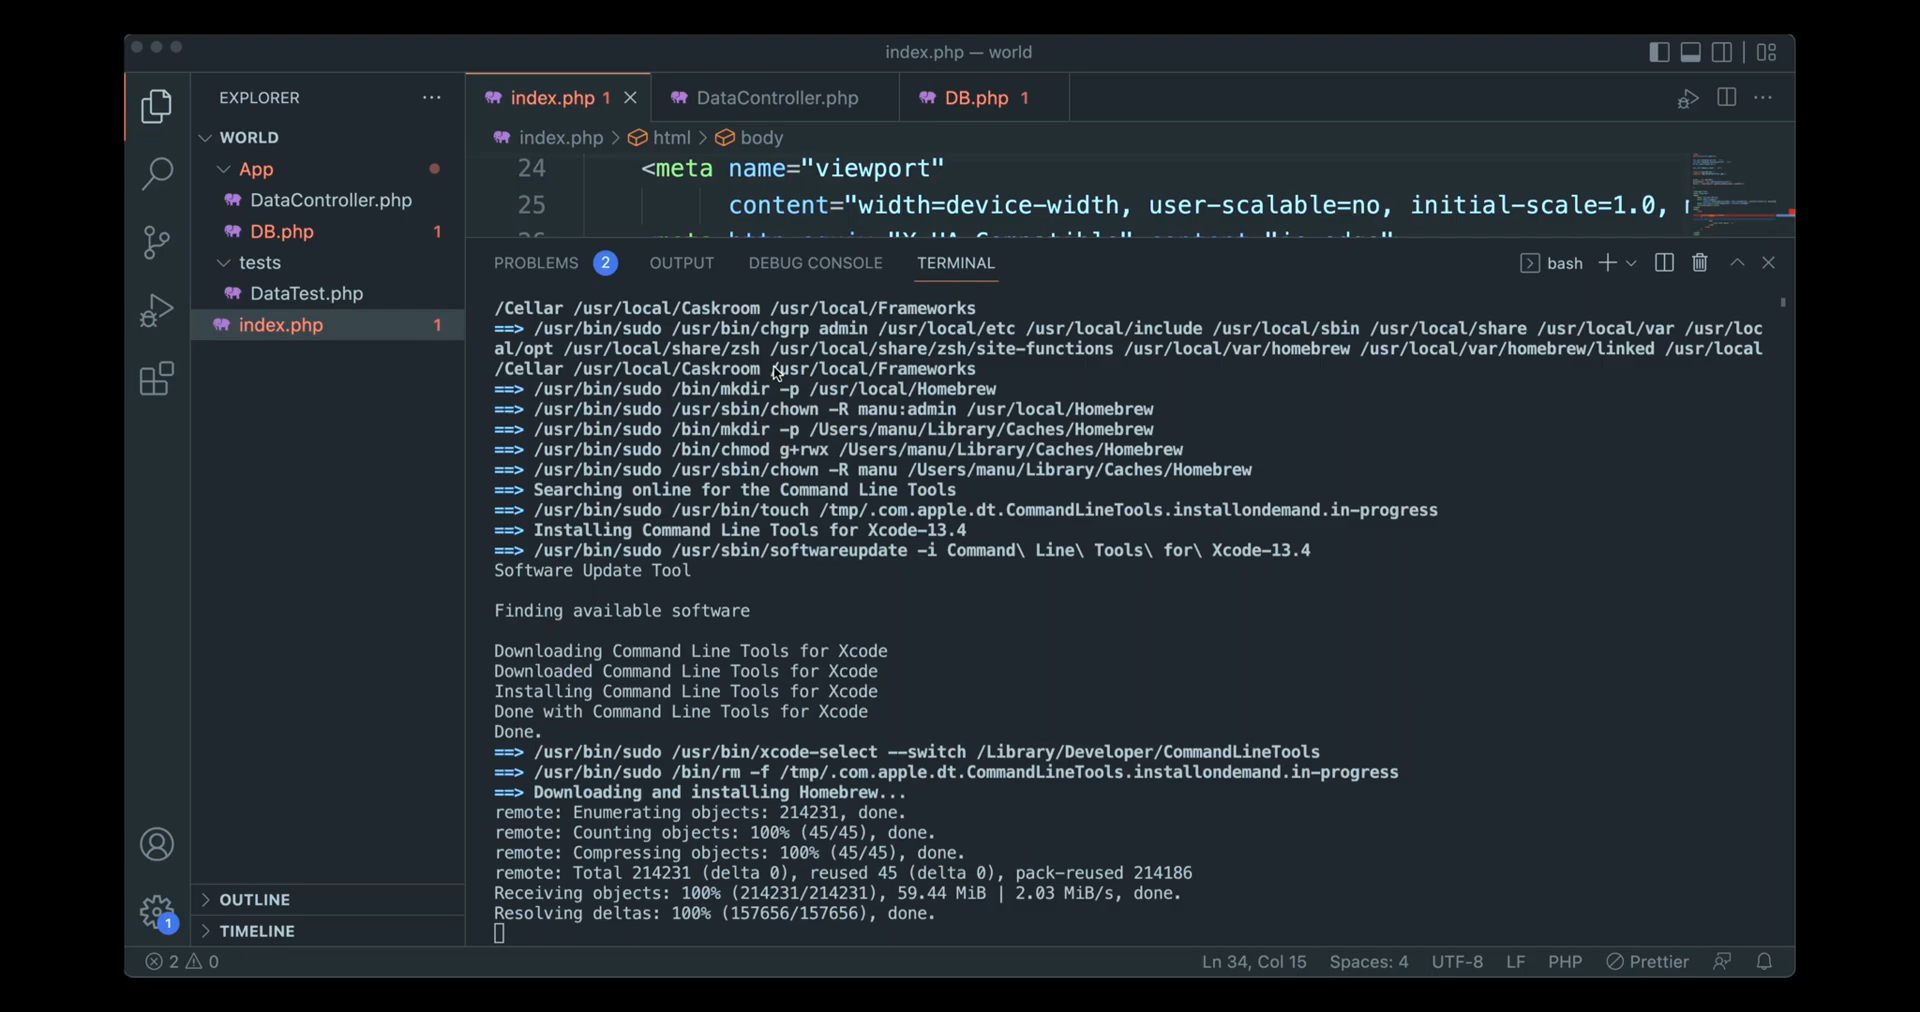 index.php — world
EXPLORER
index.php 1
DataController.php
DB.php 1
WORLD
index.php > html > body
App
DataController.php
DB.php 1
tests
DataTest.php
index.php 1
24 <meta name="viewport"
25 content="width=device-width, user-scalable=no, initial-scale=1.0,
PROBLEMS 2 OUTPUT DEBUG CONSOLE TERMINAL
bash
/Cellar /usr/local/Caskroom /usr/local/Frameworks
==> /usr/bin/sudo /usr/bin/chgrp admin /usr/local/etc /usr/local/include /usr/local/sbin /usr/local/share /usr/local/var /usr/loc
al/opt /usr/local/share/zsh /usr/local/share/zsh/site-functions /usr/local/var/homebrew /usr/local/var/homebrew/linked /usr/local
/Cellar /usr/local/Caskroom /usr/local/Frameworks
==> /usr/bin/sudo /bin/mkdir -p /usr/local/Homebrew
==> /usr/bin/sudo /usr/sbin/chown -R manu:admin /usr/local/Homebrew
==> /usr/bin/sudo /bin/mkdir -p /Users/manu/Library/Caches/Homebrew
==> /usr/bin/sudo /bin/chmod g+rwx /Users/manu/Library/Caches/Homebrew
==> /usr/bin/sudo /usr/sbin/chown -R manu /Users/manu/Library/Caches/Homebrew
==> Searching online for the Command Line Tools
==> /usr/bin/sudo /usr/bin/touch /tmp/.com.apple.dt.CommandLineTools.installondemand.in-progress
==> Installing Command Line Tools for Xcode-13.4
==> /usr/bin/sudo /usr/sbin/softwareupdate -i Command\ Line\ Tools\ for\ Xcode-13.4
Software Update Tool
Finding available software
Downloading Command Line Tools for Xcode
Downloaded Command Line Tools for Xcode
Installing Command Line Tools for Xcode
Done with Command Line Tools for Xcode
Done.
==> /usr/bin/sudo /usr/bin/xcode-select --switch /Library/Developer/CommandLineTools
==> /usr/bin/sudo /bin/rm -f /tmp/.com.apple.dt.CommandLineTools.installondemand.in-progress
==> Downloading and installing Homebrew...
remote: Enumerating objects: 214231, done.
remote: Counting objects: 100% (45/45), done.
remote: Compressing objects: 100% (45/45), done.
remote: Total 214231 (delta 0), reused 45 (delta 0), pack-reused 214186
Receiving objects: 100% (214231/214231), 59.44 MiB | 2.03 MiB/s, done.
Resolving deltas: 100% (157656/157656), done.
OUTLINE
1
TIMELINE
2 0
Ln 34, Col 15 Spaces: 4 UTF-8 LF PHP Prettier